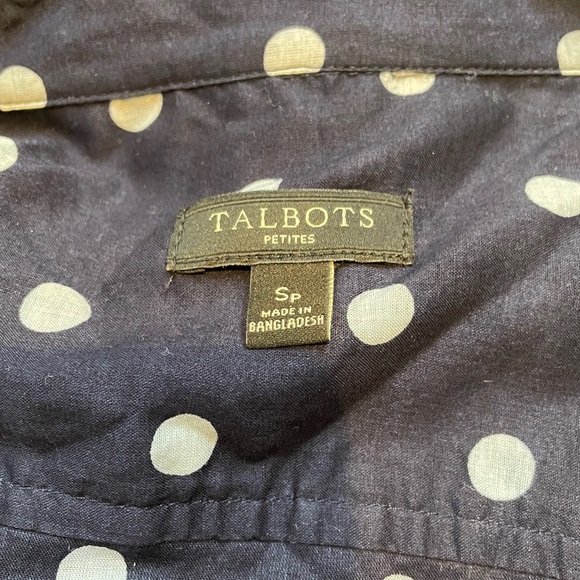 TALBOTS
PETITES
SP
MADE IN
BANGLADESH